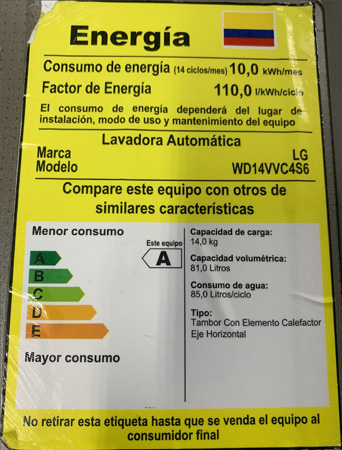 Energía
Consumo de energía (14 ciclos/mes) 10,0 kWh/mes
Factor de Energía 110,0 l/kWh/ciclo
El consumo de energía dependerá del lugar de
instalación, modo de uso y mantenimiento del equipo
Lavadora Automática
Marca LG
Modelo WD14VVC4S6
Compare este equipo con otros de
similares características
Menor consumo
Este equipo
A
A
B
C
D
E
Mayor consumo
Capacidad de carga:
14,0 kg
Capacidad volumétrica:
81,0 Litros
Consumo de agua:
85,0 Litros/ciclo
Tipo:
Tambor Con Elemento Calefactor
Eje Horizontal
No retirar esta etiqueta hasta que se venda el equipo al
consumidor final